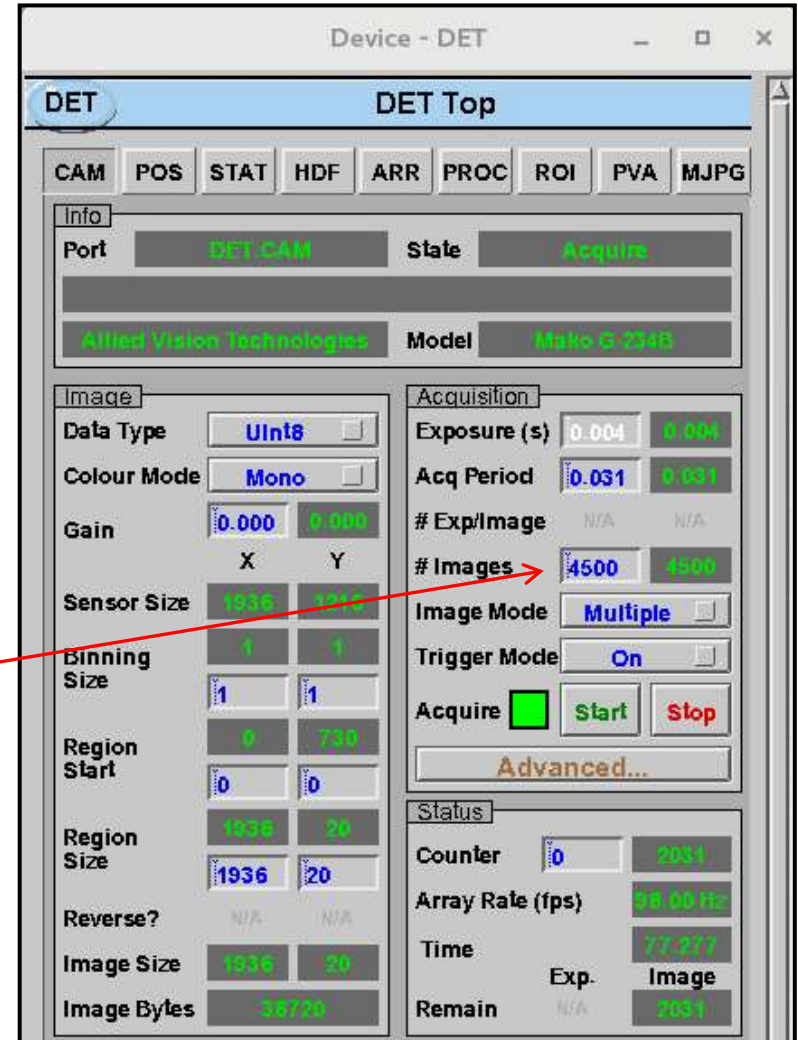 Device - DET
DET
DET Top
CAM POS STAT HDF ARR PROC ROI PVA MJPG
Info
Port DET.CAM State Acquire
Allied Vision Technologies Model Mako G-234B
Image
Data Type UInt8
Colour Mode Mono
Gain 0.000 0.000
X Y
Sensor Size 1936 1216
Binning Size 1 1
1 1
Region Start 0 730
0 0
Region Size 1936 20
1936 20
Reverse? N/A N/A
Image Size 1936 20
Image Bytes 38720
Acquisition
Exposure (s) 0.004 0.004
Acq Period 0.031 0.031
# Exp/Image N/A N/A
# Images 4500 4500
Image Mode Multiple
Trigger Mode On
Acquire Start Stop
Advanced...
Status
Counter 0 2031
Array Rate (fps) 98.00 Hz
Time 77.277
Exp. Image
Remain N/A 2031